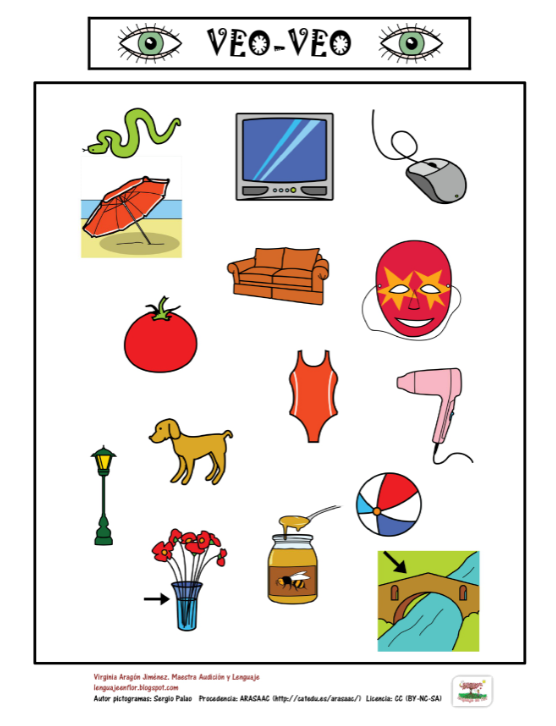 VEO-VEO
Virginia Aragón Jiménez. Maestra Audición y Lenguaje
lenguajeenflor.blogspot.com
Autor pictogramas: Sergio Palao Procedencia: ARASAAC (http://catedu.es/arasaac/) Licencia: CC (BY-NC-SA)